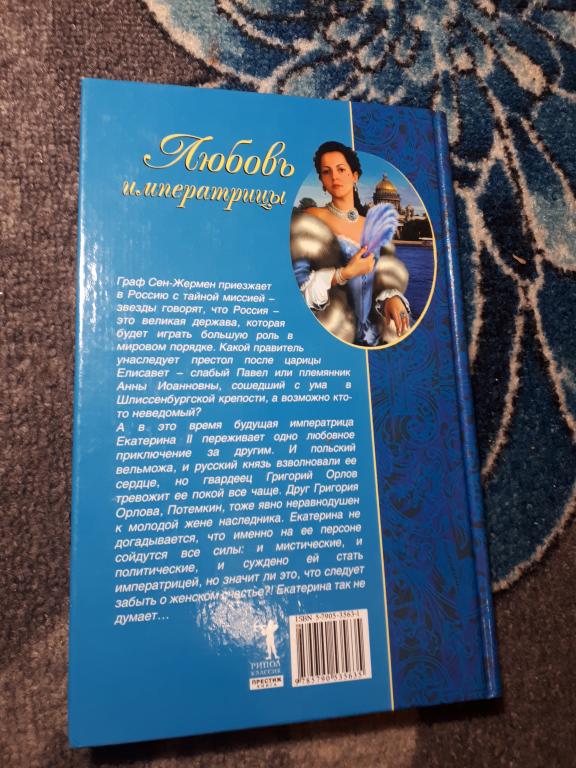 Любовь
императрицы
Граф Сен-Жермен приезжает
в Россию с тайной миссией –
звезды говорят, что Россия –
это великая держава, которая
будет играть большую роль в
мировом порядке. Какой правитель
унаследует престол после царицы
Елисавет – слабый Павел или племянник
Анны Иоанновны, сошедший с ума в
Шлиссенбургской крепости, а возможно кто-
то неведомый?
А в это время будущая императрица
Екатерина II переживает одно любовное
приключение за другим. И польский
вельможа, и русский князь взволновали ее
сердце, но гвардеец Григорий Орлов
тревожит ее покой все чаще. Друг Григория
Орлова, Потемкин, тоже явно неравнодушен
к молодой жене наследника. Екатерина не
догадывается, что именно на ее персоне
сойдутся все силы: и мистические, и
политические, и суждено ей стать
императрицей, но значит ли это, что следует
забыть о женском счастье?! Екатерина так не
думает...
РИПОЛ
КЛАССИК
ПРЕСТИЖ
КНИГА
ISBN 5-7905-3563-1
9 785790 535635